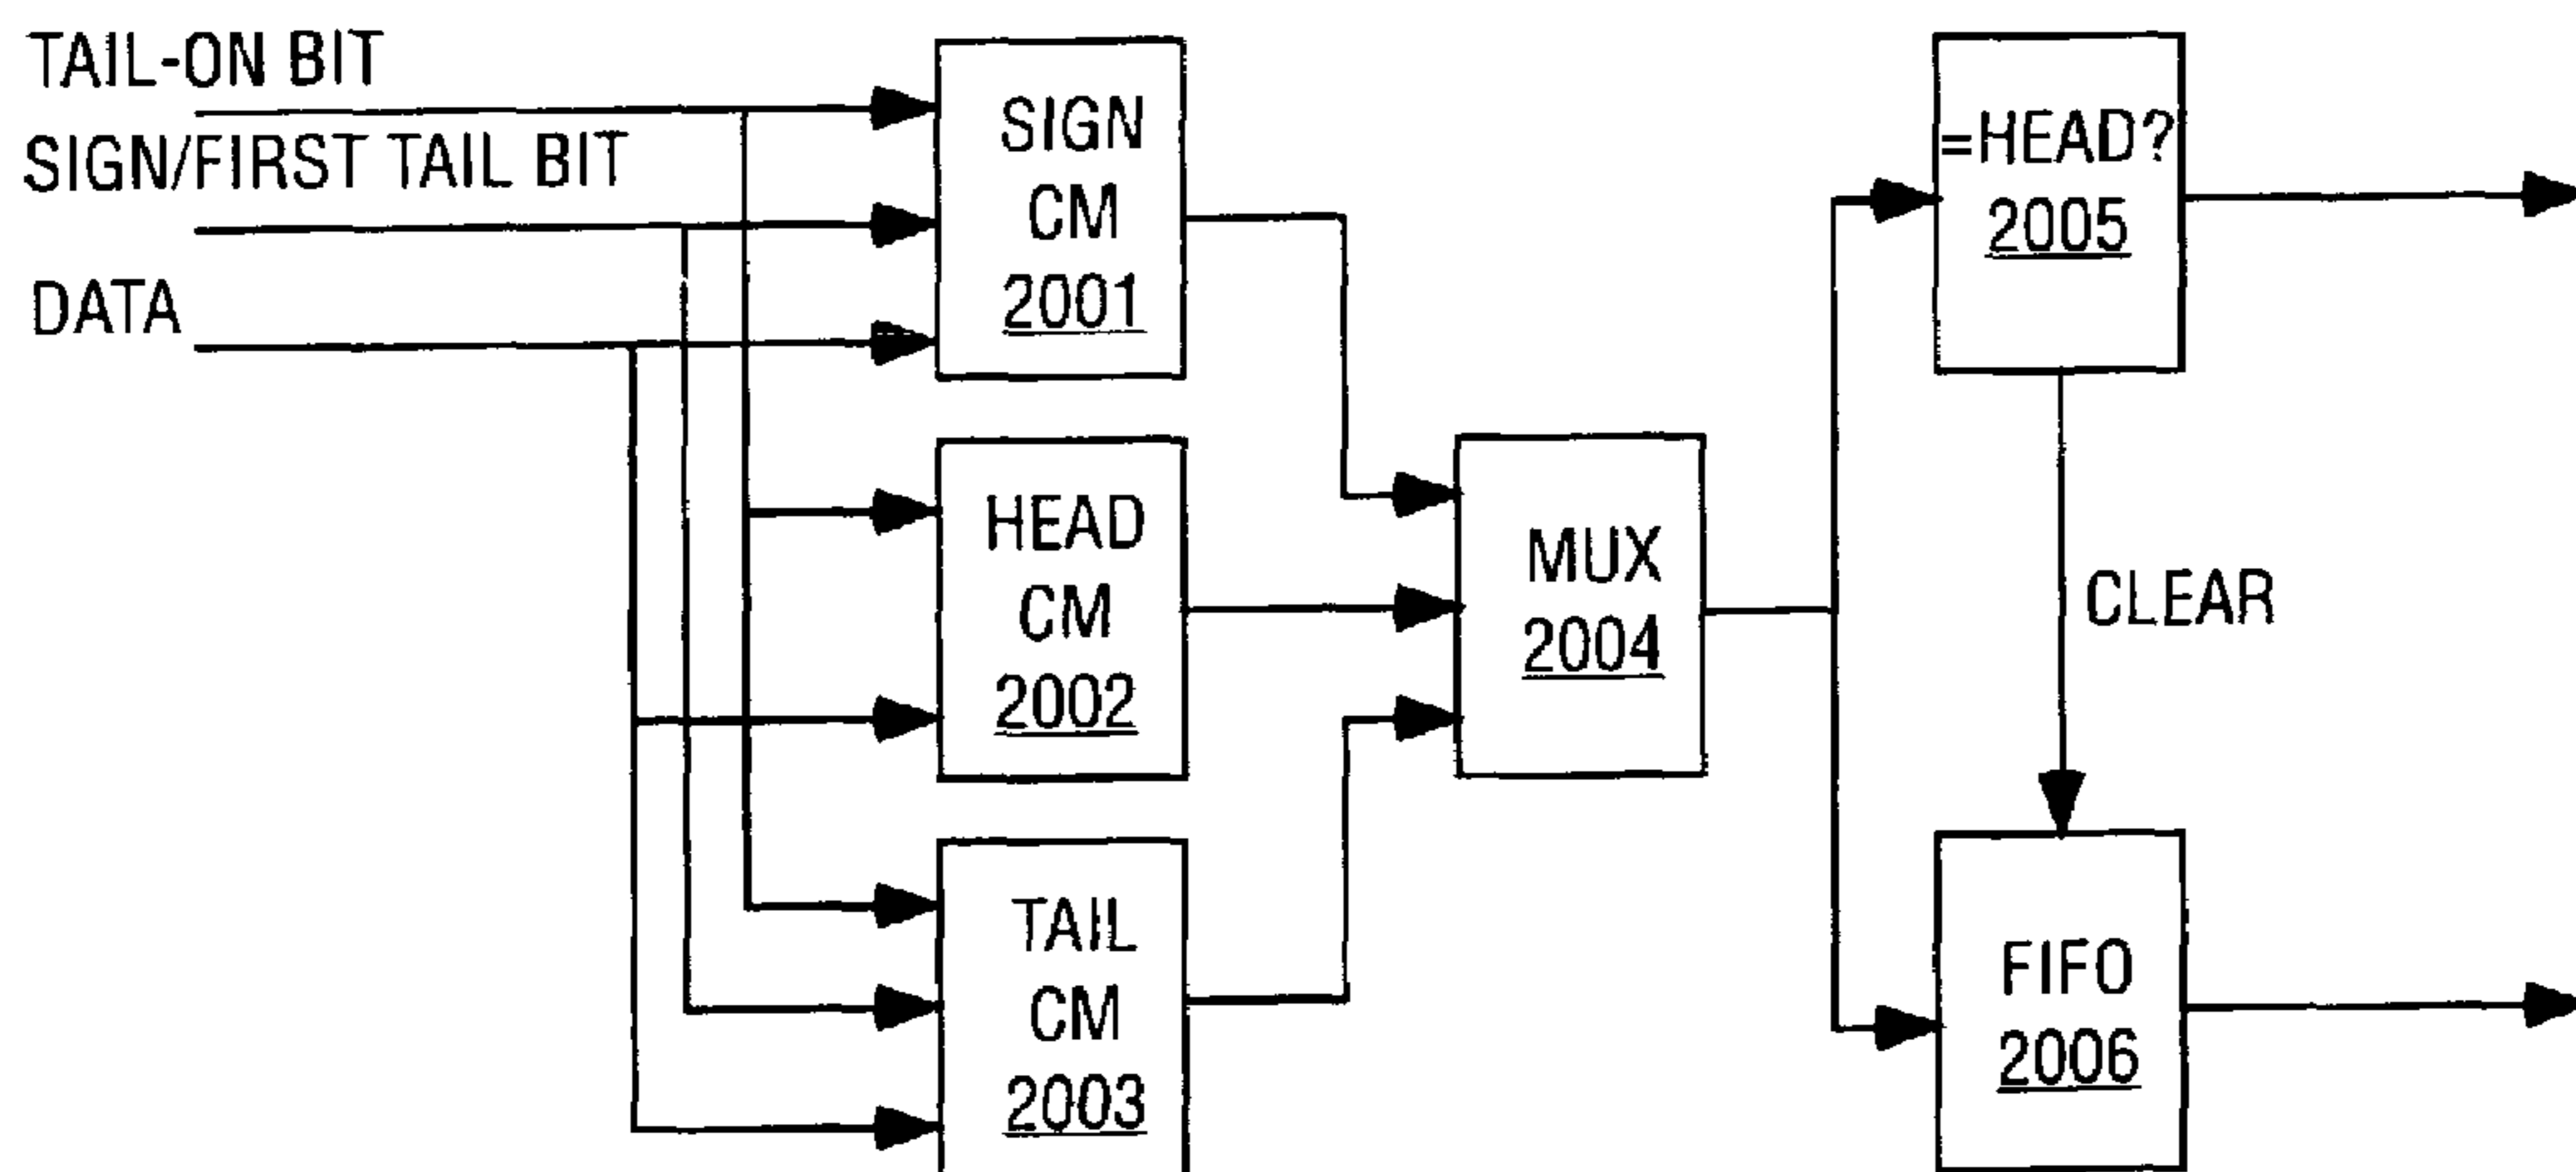 TAIL-ON BIT
SIGN/FIRST TAIL BIT
DATA
SIGN
CM
2001
HEAD
CM
2002
TAIL
CM
2003
MUX
2004
=HEAD?
2005
CLEAR
FIFO
2006